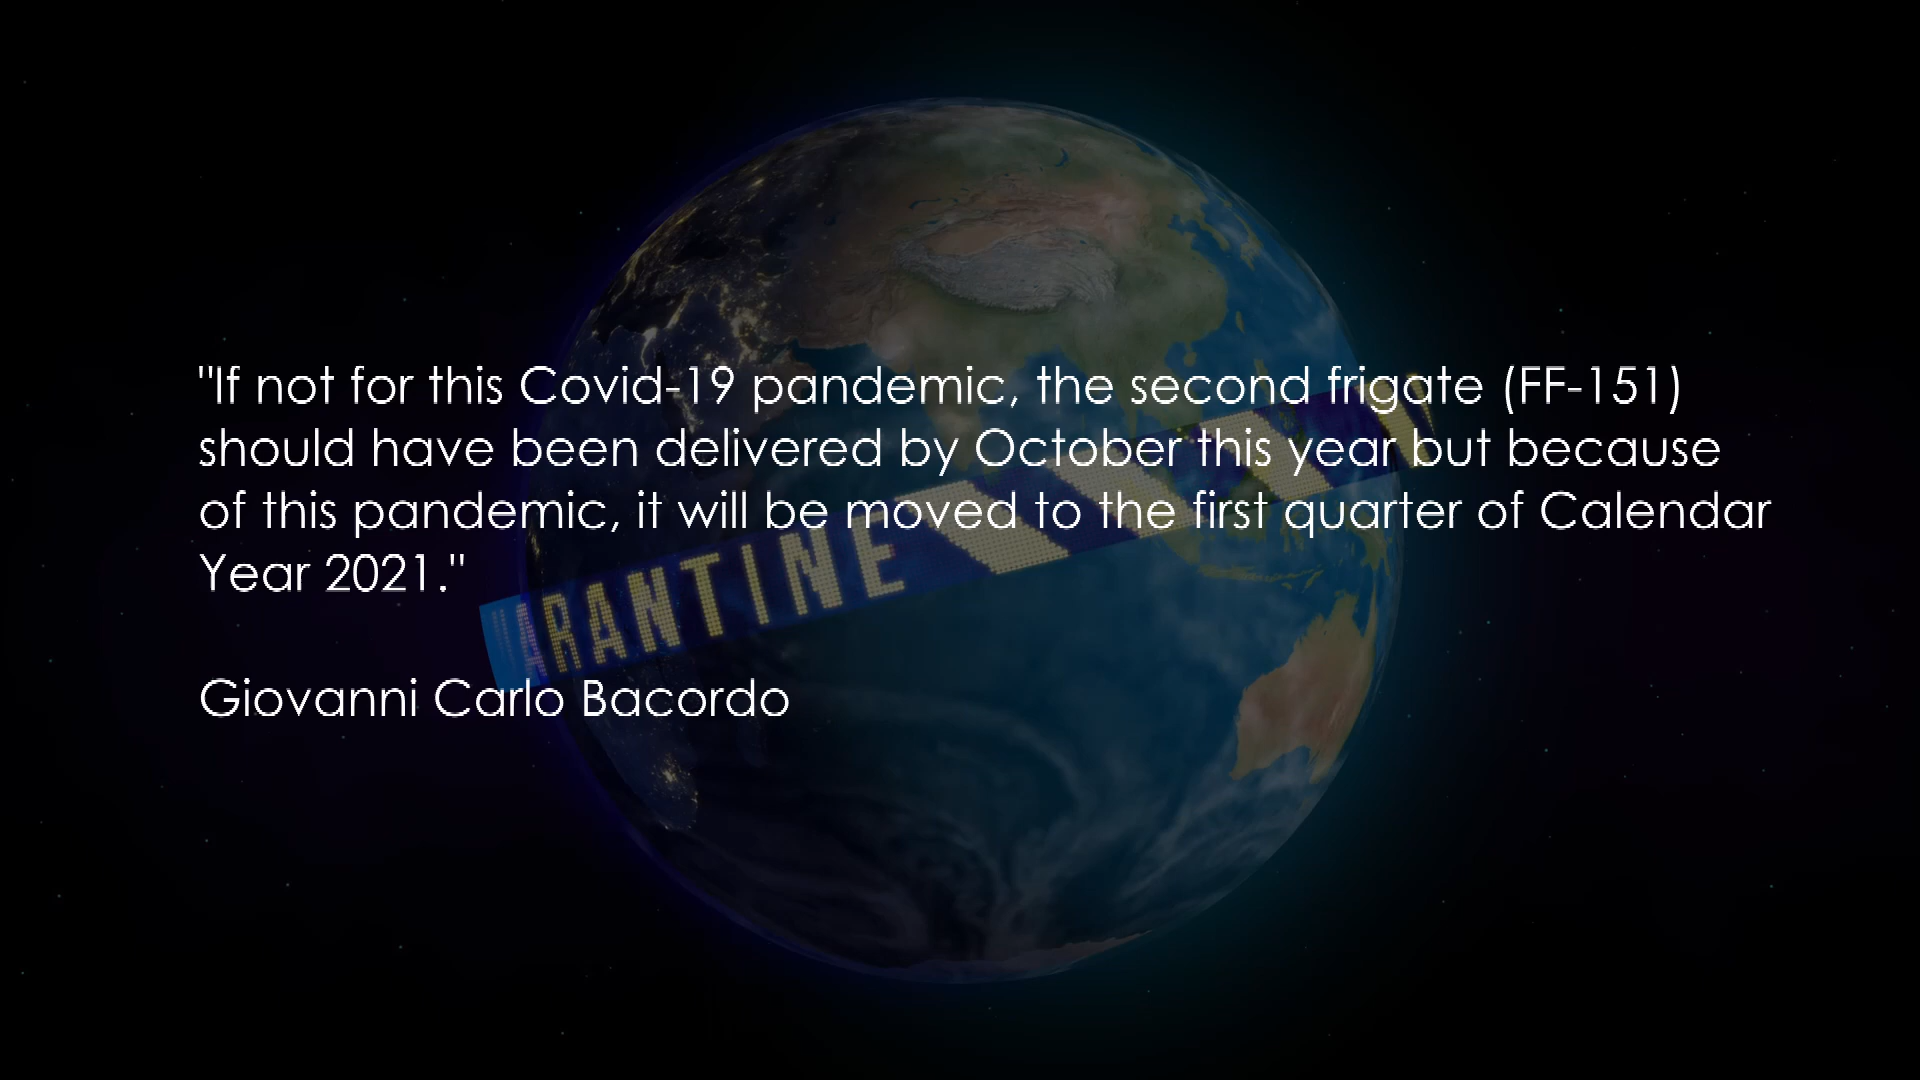 "If not for this Covid-19 pandemic, the second frigate (FF-151)
should have been delivered by October this year but because
of this pandemic, it will be moved to the first quarter of Calendar
Year 2021."
Giovanni Carlo Bacordo
ARANTINE